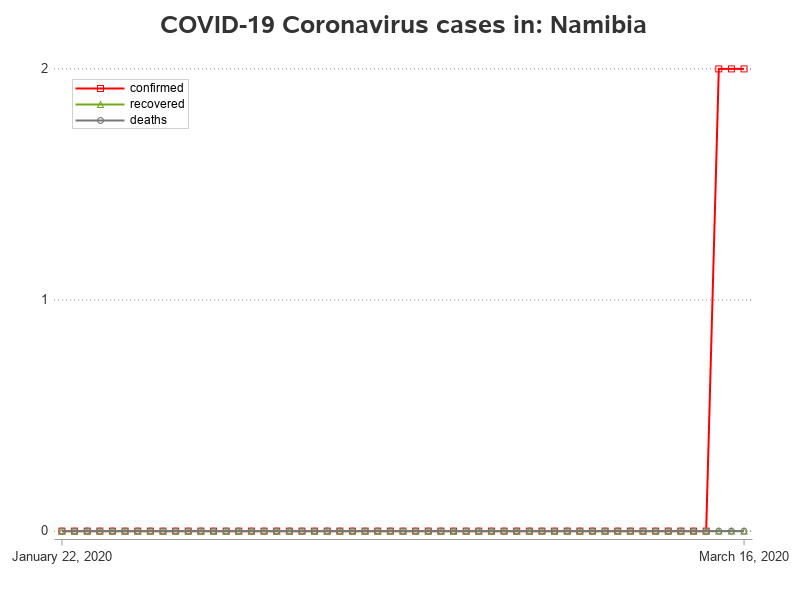 COVID-19 Coronavirus cases in: Namibia
2
confirmed
recovered
deaths
1
0
January 22, 2020
March 16, 2020